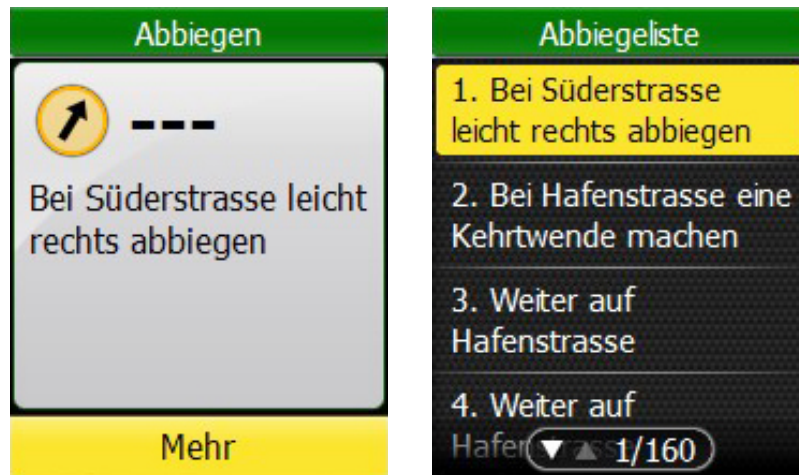 Abbiegen
---
Bei Süderstrasse leicht
rechts abbiegen
Mehr
Abbiegeliste
1. Bei Süderstrasse
leicht rechts abbiegen
2. Bei Hafenstrasse eine
Kehrtwende machen
3. Weiter auf
Hafenstrasse
4. Weiter auf
1/160